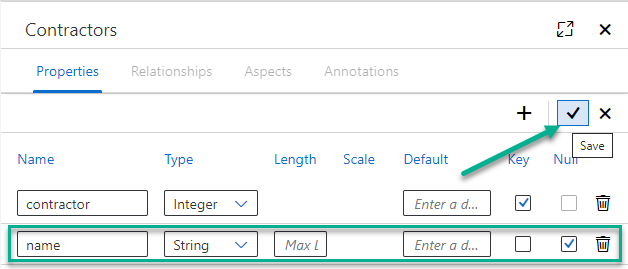 Contractors
Properties Relationships Aspects Annotations
Save
Name Type Length Scale Default Key Null
contractor Integer Enter a d...
name String Max L Enter a d...